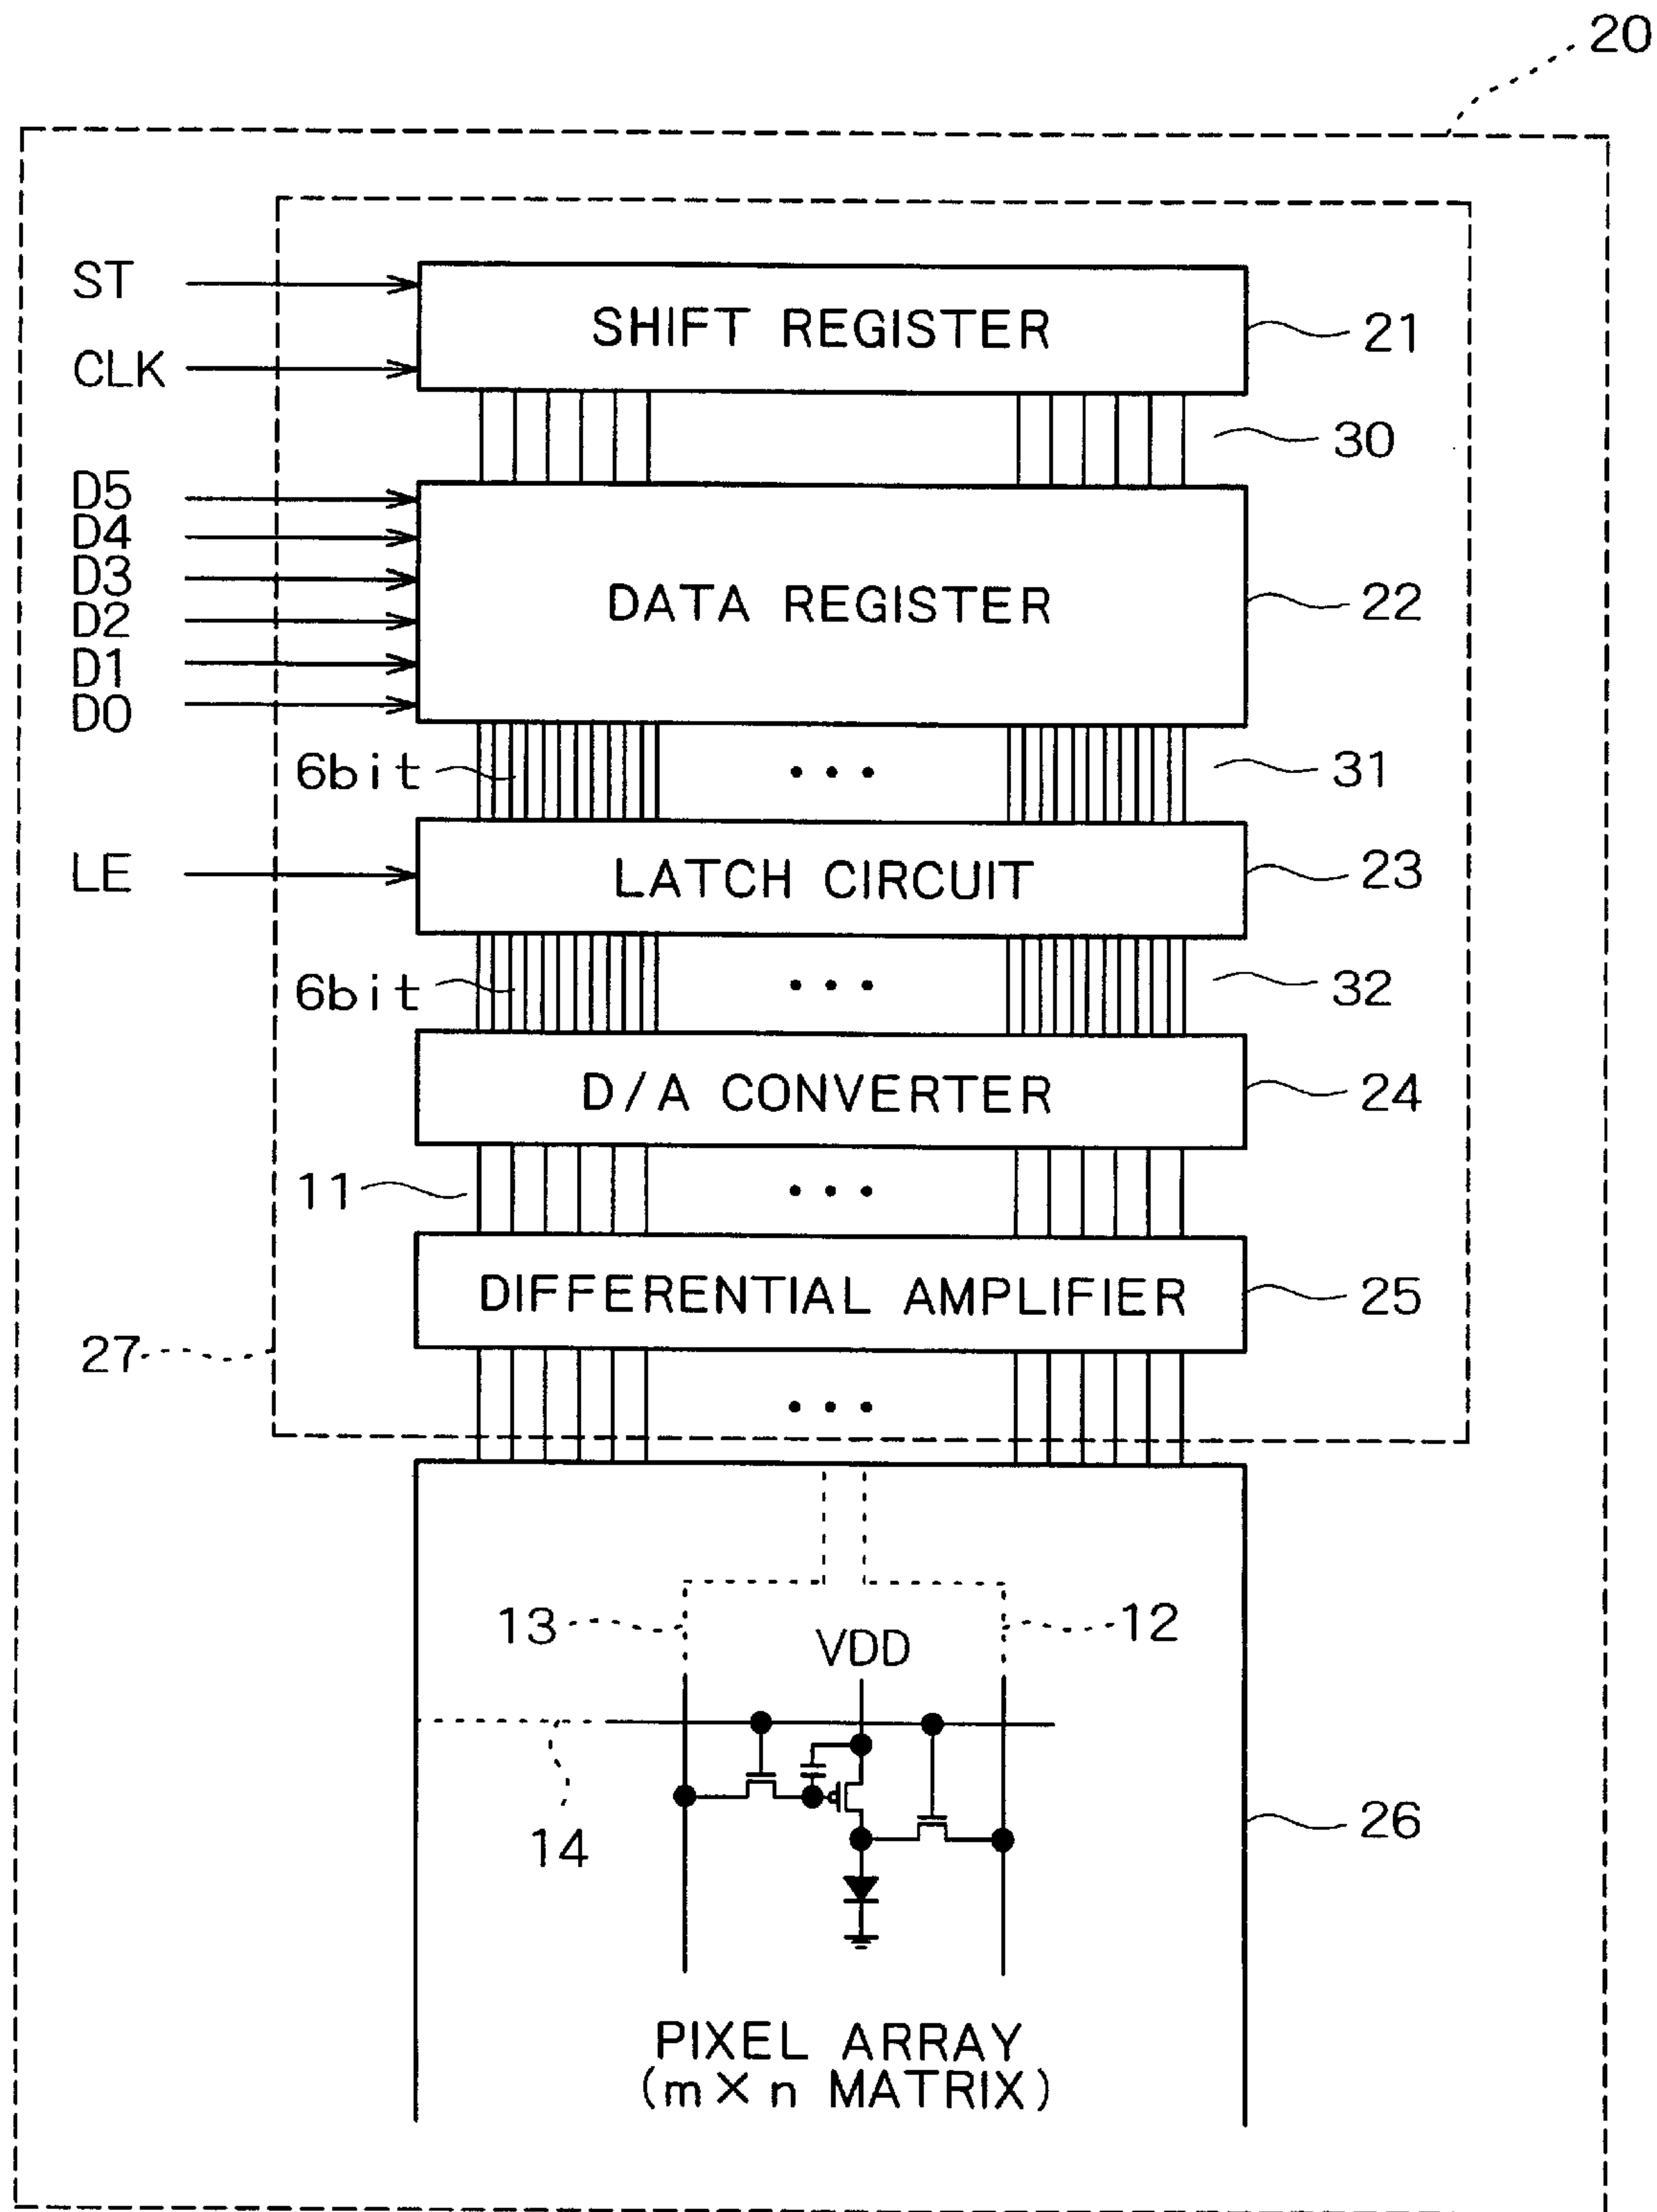 20
ST
SHIFT REGISTER
21
CLK
30
D5
D4
D3
DATA REGISTER
22
D2
D1
D0
6bit
• • •
31
LE
LATCH CIRCUIT
23
6bit
• • •
32
D/A CONVERTER
24
11
• • •
DIFFERENTIAL AMPLIFIER
25
27
• • •
13
VDD
12
14
26
PIXEL ARRAY
(m×n MATRIX)